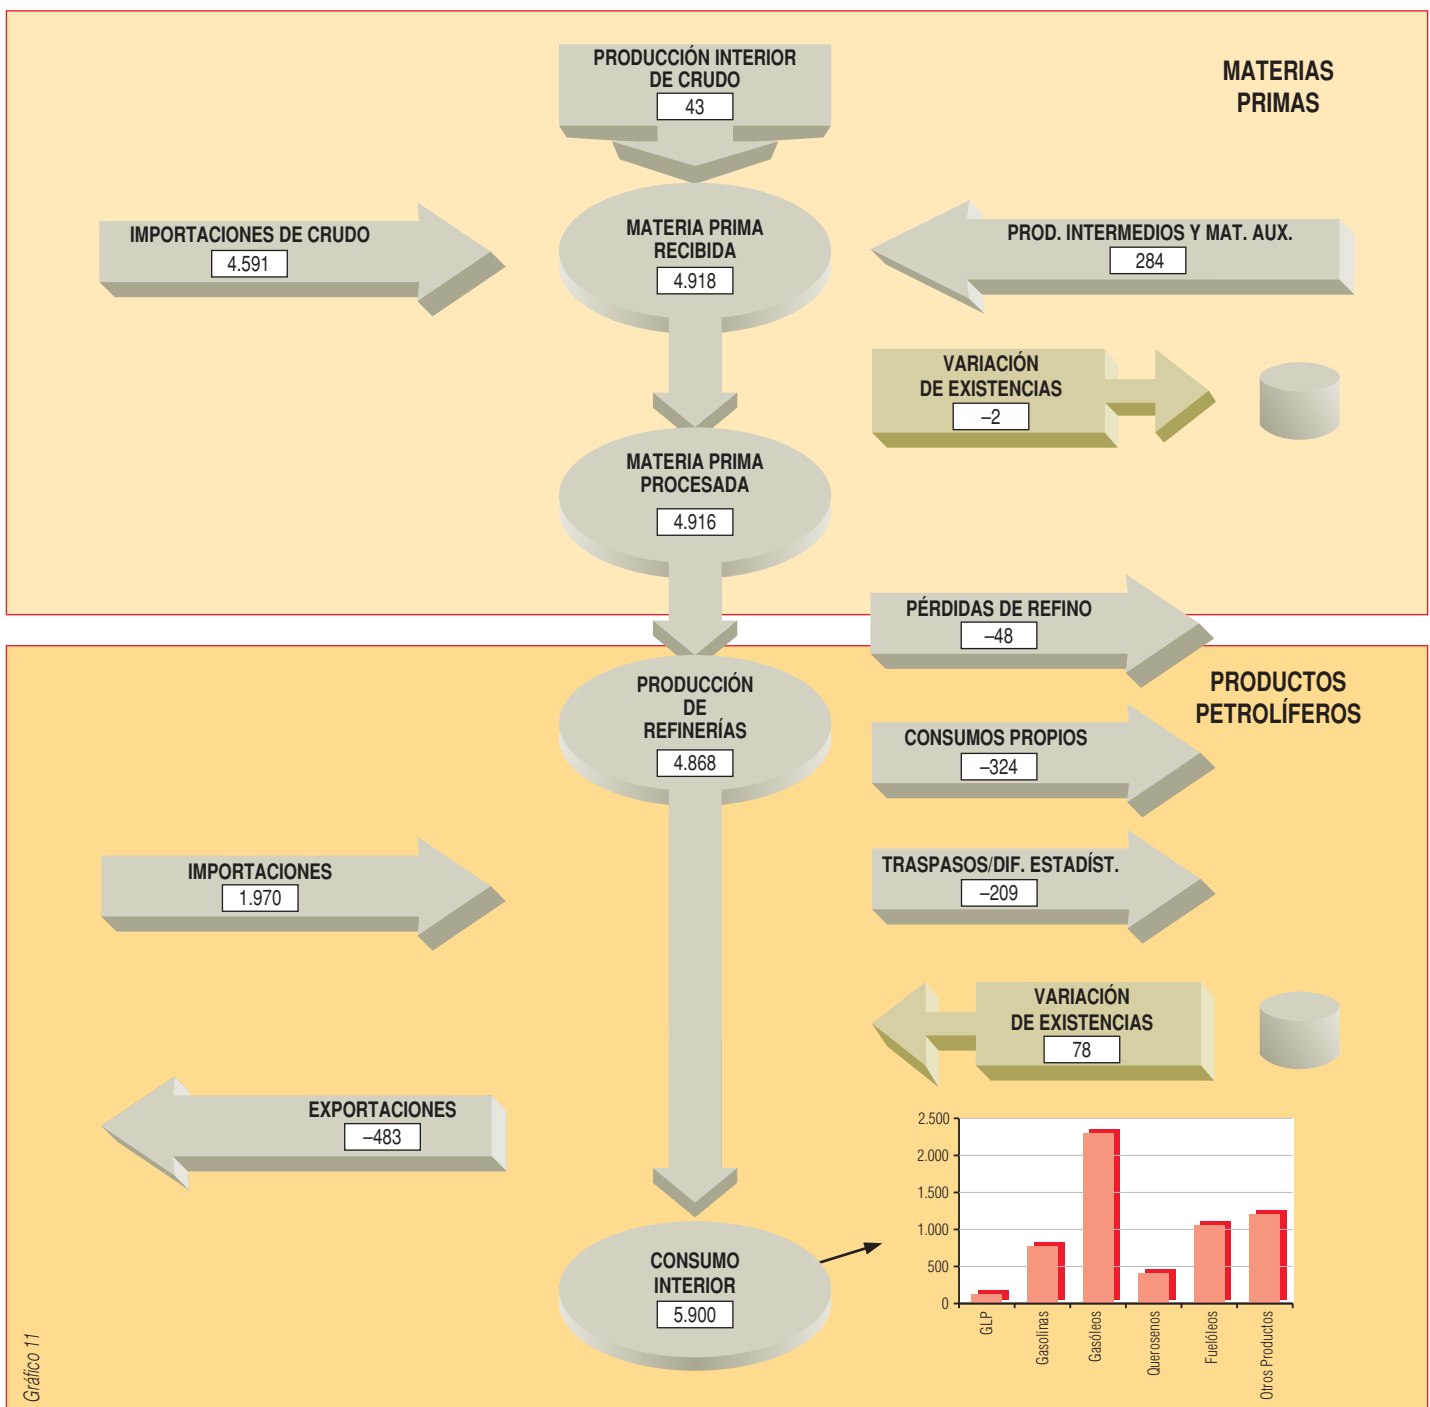 PRODUCCIÓN INTERIOR
DE CRUDO
43
MATERIAS
PRIMAS
IMPORTACIONES DE CRUDO
4.591
MATERIA PRIMA
RECIBIDA
4.918
PROD. INTERMEDIOS Y MAT. AUX.
284
VARIACIÓN
DE EXISTENCIAS
–2
MATERIA PRIMA
PROCESADA
4.916
PÉRDIDAS DE REFINO
–48
PRODUCTOS
PETROLÍFEROS
PRODUCCIÓN
DE
REFINERÍAS
4.868
CONSUMOS PROPIOS
–324
IMPORTACIONES
1.970
TRASPASOS/DIF. ESTADÍST.
–209
VARIACIÓN
DE EXISTENCIAS
78
EXPORTACIONES
–483
CONSUMO
INTERIOR
5.900
2.500
2.000
1.500
1.000
500
0
GLP
Gasolinas
Gasóleos
Querosenos
Fuelóleos
Otros Productos
Gráfico 11